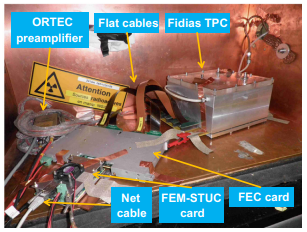 ORTEC
preamplifier
Flat cables
Fidias TPC
Attention
Net
cable
FEM-STUC
card
FEC card